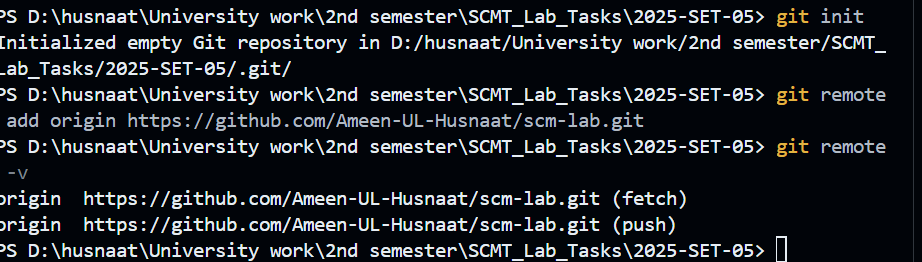 PS D:\husnaat\University work\2nd semester\SCMT_Lab_Tasks\2025-SET-05> git init
Initialized empty Git repository in D:/husnaat/University work/2nd semester/SCMT_
Lab_Tasks/2025-SET-05/.git/
PS D:\husnaat\University work\2nd semester\SCMT_Lab_Tasks\2025-SET-05> git remote
 add origin https://github.com/Ameen-UL-Husnaat/scm-lab.git
PS D:\husnaat\University work\2nd semester\SCMT_Lab_Tasks\2025-SET-05> git remote
 -v
origin  https://github.com/Ameen-UL-Husnaat/scm-lab.git (fetch)
origin  https://github.com/Ameen-UL-Husnaat/scm-lab.git (push)
PS D:\husnaat\University work\2nd semester\SCMT_Lab_Tasks\2025-SET-05>